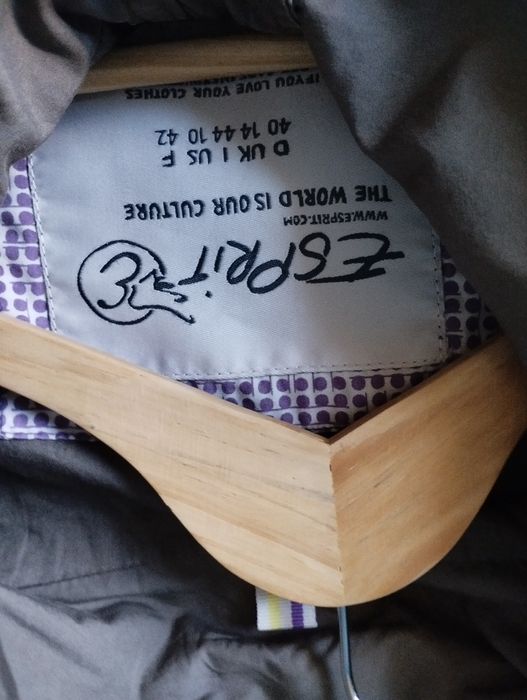 ESPRIT
WWW.ESPRIT.COM
THE WORLD IS OUR CULTURE
D UK I US F
40 14 44 10 42
IF YOU LOVE YOUR CLOTHES